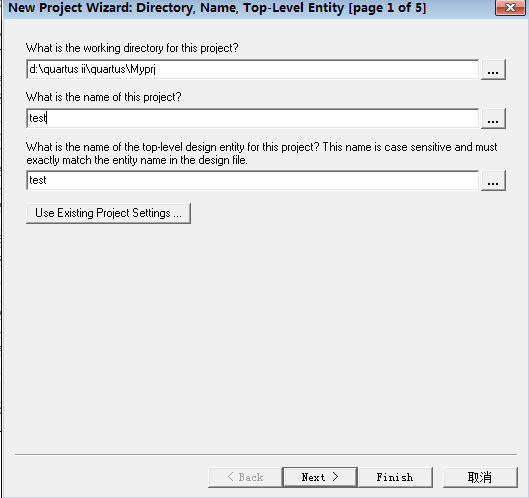 New Project Wizard: Directory, Name, Top-Level Entity [page 1 of 5]
What is the working directory for this project?
d:\quartus ii\quartus\Myprj
...
What is the name of this project?
test
...
What is the name of the top-level design entity for this project? This name is case sensitive and must
exactly match the entity name in the design file.
test
...
Use Existing Project Settings ...
< Back
Next >
Finish
取消